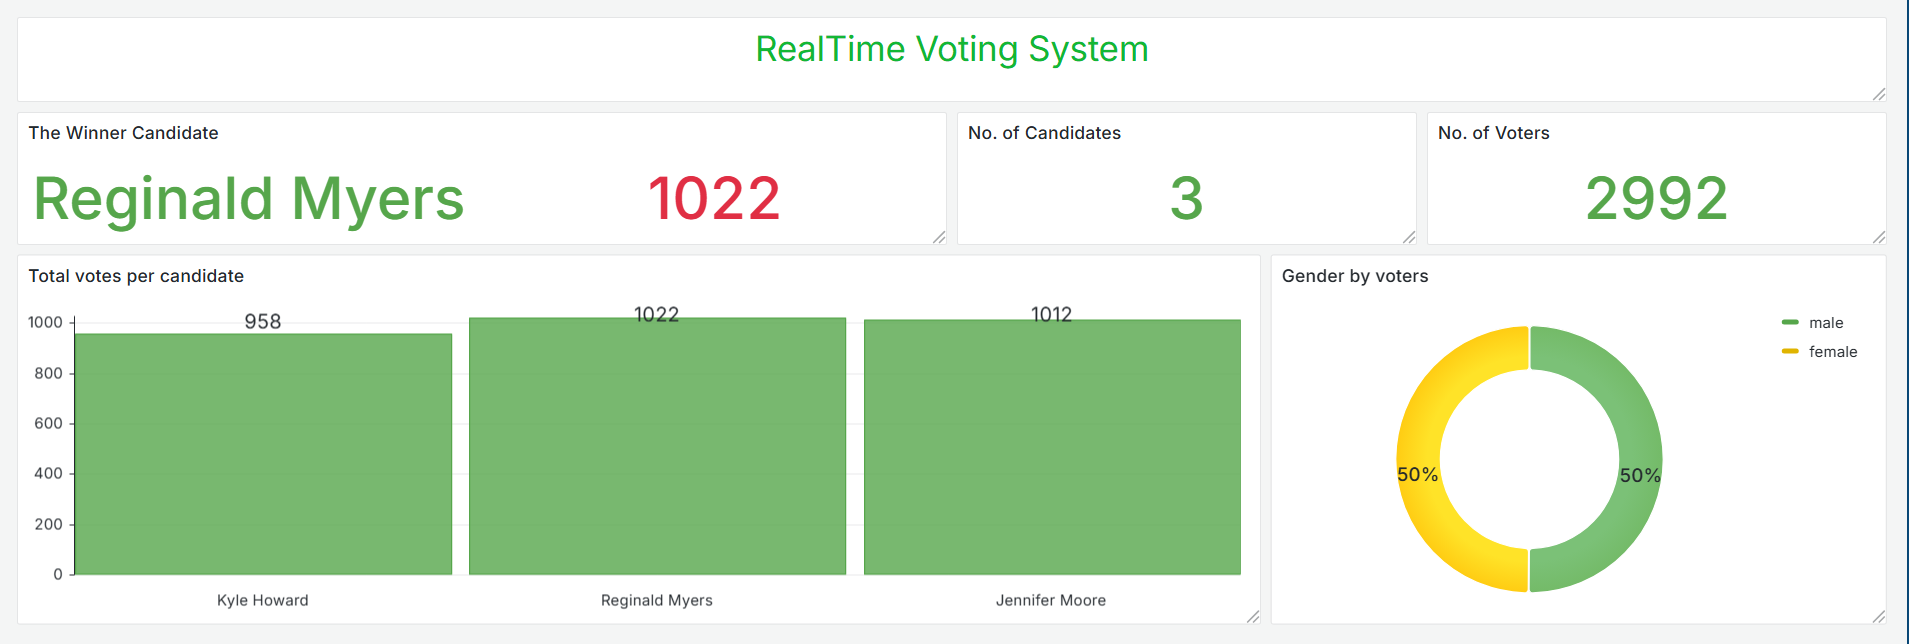 RealTime Voting System
The Winner Candidate
Reginald Myers 1022
No. of Candidates
3
No. of Voters
2992
Total votes per candidate
1000
800
600
400
200
0
958
1022
1012
Kyle Howard
Reginald Myers
Jennifer Moore
Gender by voters
male
female
50%
50%